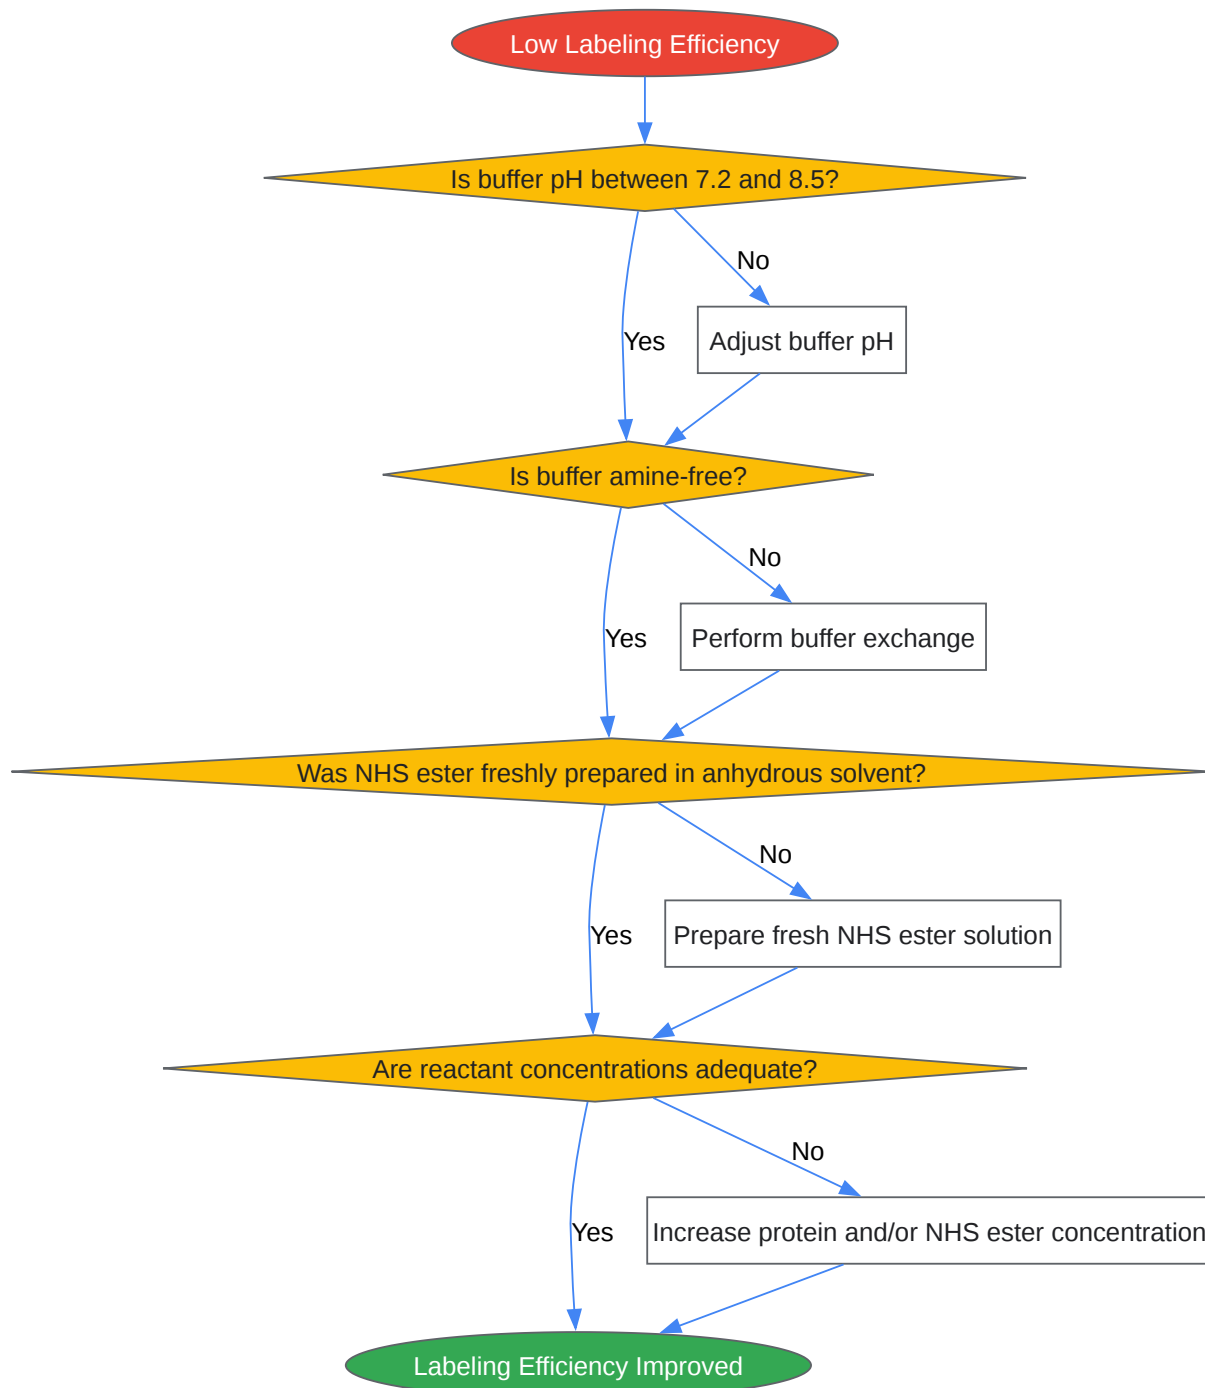 Low Labeling Efficiency
Is buffer pH between 7.2 and 8.5?
No
Yes
Adjust buffer pH
Is buffer amine-free?
No
Yes
Perform buffer exchange
Was NHS ester freshly prepared in anhydrous solvent?
No
Yes
Prepare fresh NHS ester solution
Are reactant concentrations adequate?
No
Yes
Increase protein and/or NHS ester concentration
Labeling Efficiency Improved